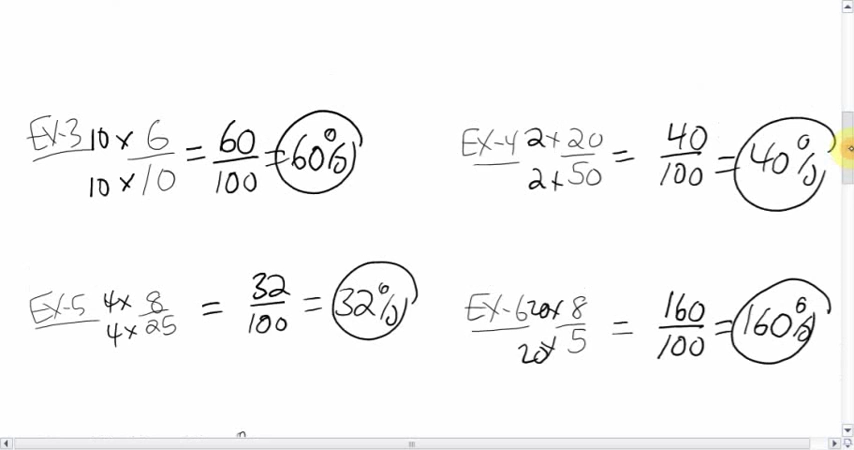 EX-3 10 x 6 / 10 x 10 = 60/100 = 60%
EX-4 2 x 20 / 2 x 50 = 40/100 = 40%
EX-5 4 x 8 / 4 x 25 = 32/100 = 32%
EX-6 20 x 8 / 20 x 5 = 160/100 = 160%